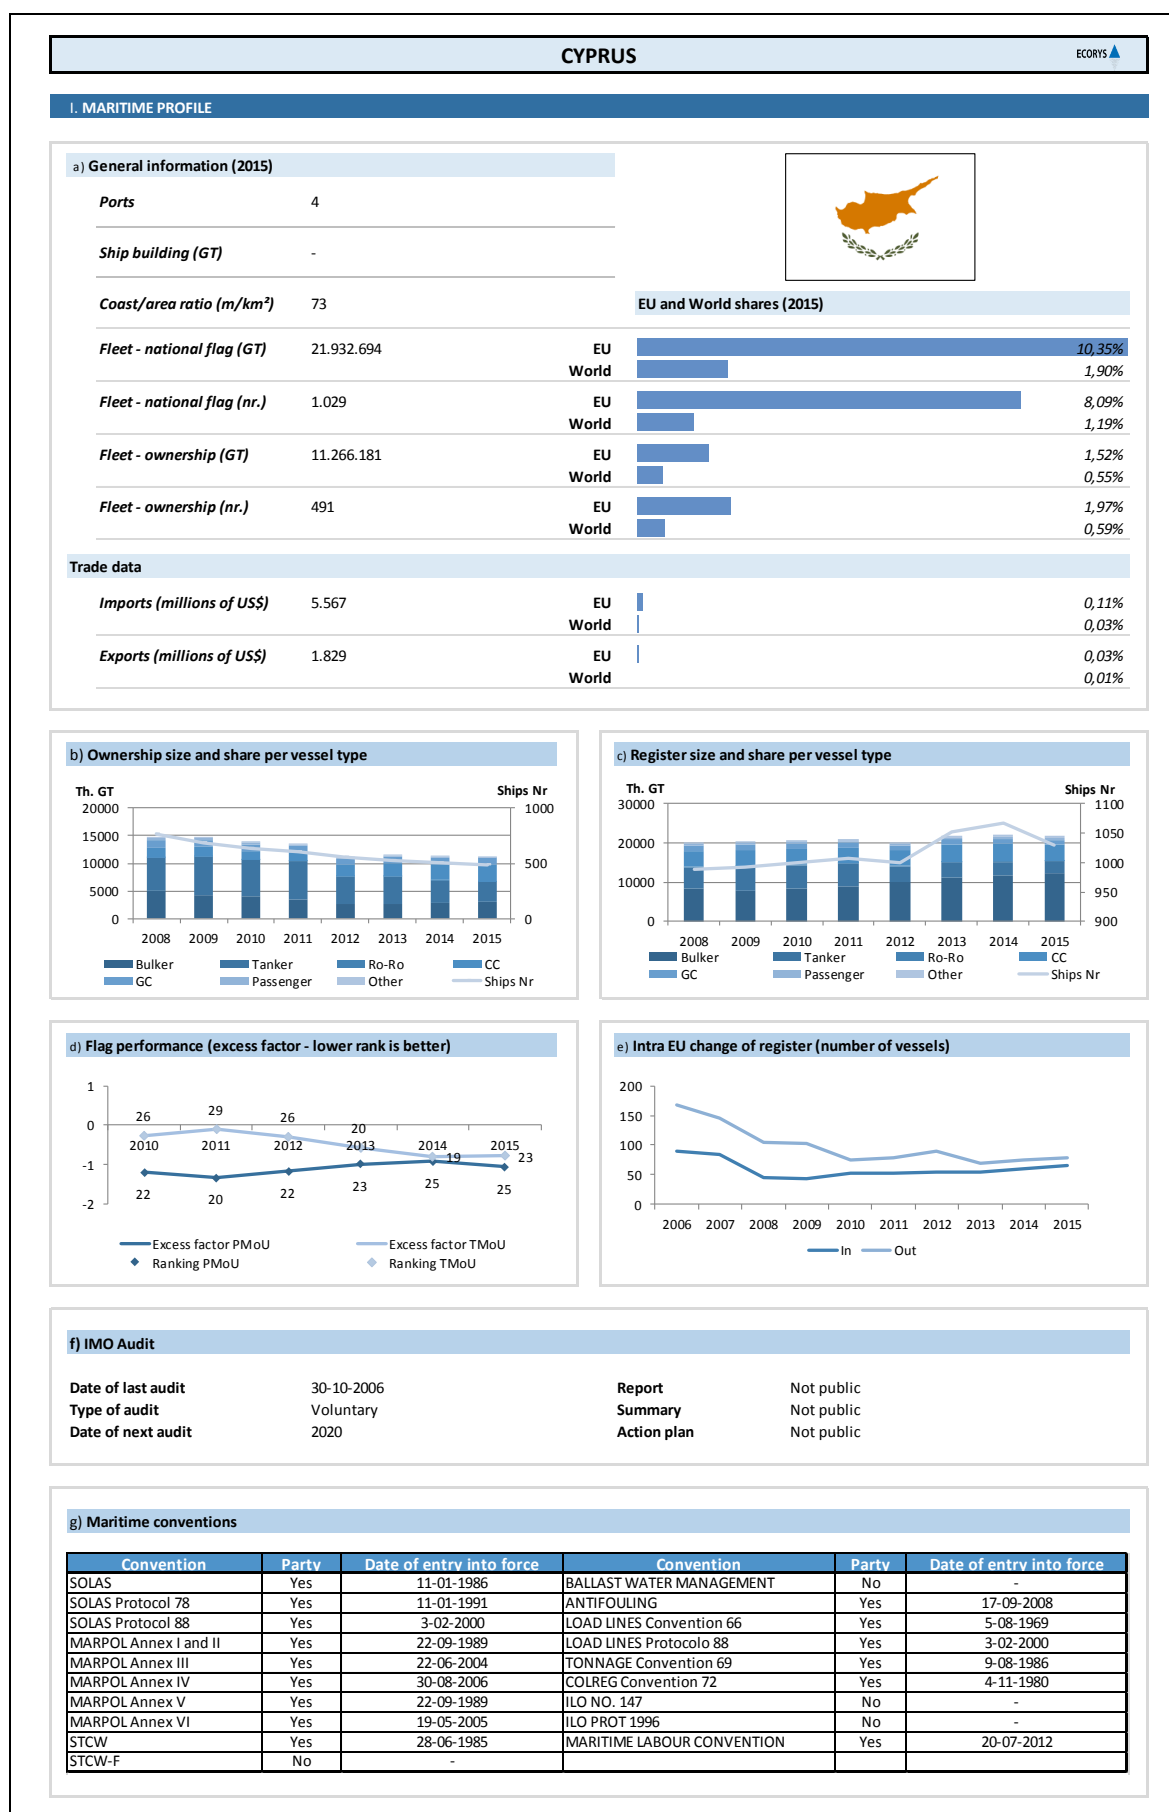 CYPRUS
ECORYS
I. MARITIME PROFILE
a) General information (2015)
Ports 4
Ship building (GT) -
Coast/area ratio (m/km²) 73
EU and World shares (2015)
Fleet - national flag (GT) 21.932.694 EU 10,35%
World 1,90%
Fleet - national flag (nr.) 1.029 EU 8,09%
World 1,19%
Fleet - ownership (GT) 11.266.181 EU 1,52%
World 0,55%
Fleet - ownership (nr.) 491 EU 1,97%
World 0,59%
Trade data
Imports (millions of US$) 5.567 EU 0,11%
World 0,03%
Exports (millions of US$) 1.829 EU 0,03%
World 0,01%
b) Ownership size and share per vessel type
Th. GT Ships Nr
20000 1000
15000
10000 500
5000
0 0
2008 2009 2010 2011 2012 2013 2014 2015
Bulker Tanker Ro-Ro CC
GC Passenger Other Ships Nr
c) Register size and share per vessel type
Th. GT Ships Nr
30000 1100
1050
20000
1000
10000 950
0 900
2008 2009 2010 2011 2012 2013 2014 2015
Bulker Tanker Ro-Ro CC
GC Passenger Other Ships Nr
d) Flag performance (excess factor - lower rank is better)
1
26 29 26 20
0
2010 2011 2012 2013 2014 2015
19 23
-1
22 20 22 23 25 25
-2
Excess factor PMoU Excess factor TMoU
Ranking PMoU Ranking TMoU
e) Intra EU change of register (number of vessels)
200
150
100
50
0
2006 2007 2008 2009 2010 2011 2012 2013 2014 2015
In Out
f) IMO Audit
Date of last audit 30-10-2006 Report Not public
Type of audit Voluntary Summary Not public
Date of next audit 2020 Action plan Not public
g) Maritime conventions
Convention Party Date of entry into force Convention Party Date of entry into force
SOLAS Yes 11-01-1986 BALLAST WATER MANAGEMENT No -
SOLAS Protocol 78 Yes 11-01-1991 ANTIFOULING Yes 17-09-2008
SOLAS Protocol 88 Yes 3-02-2000 LOAD LINES Convention 66 Yes 5-08-1969
MARPOL Annex I and II Yes 22-09-1989 LOAD LINES Protocolo 88 Yes 3-02-2000
MARPOL Annex III Yes 22-06-2004 TONNAGE Convention 69 Yes 9-08-1986
MARPOL Annex IV Yes 30-08-2006 COLREG Convention 72 Yes 4-11-1980
MARPOL Annex V Yes 22-09-1989 ILO NO. 147 No -
MARPOL Annex VI Yes 19-05-2005 ILO PROT 1996 No -
STCW Yes 28-06-1985 MARITIME LABOUR CONVENTION Yes 20-07-2012
STCW-F No -